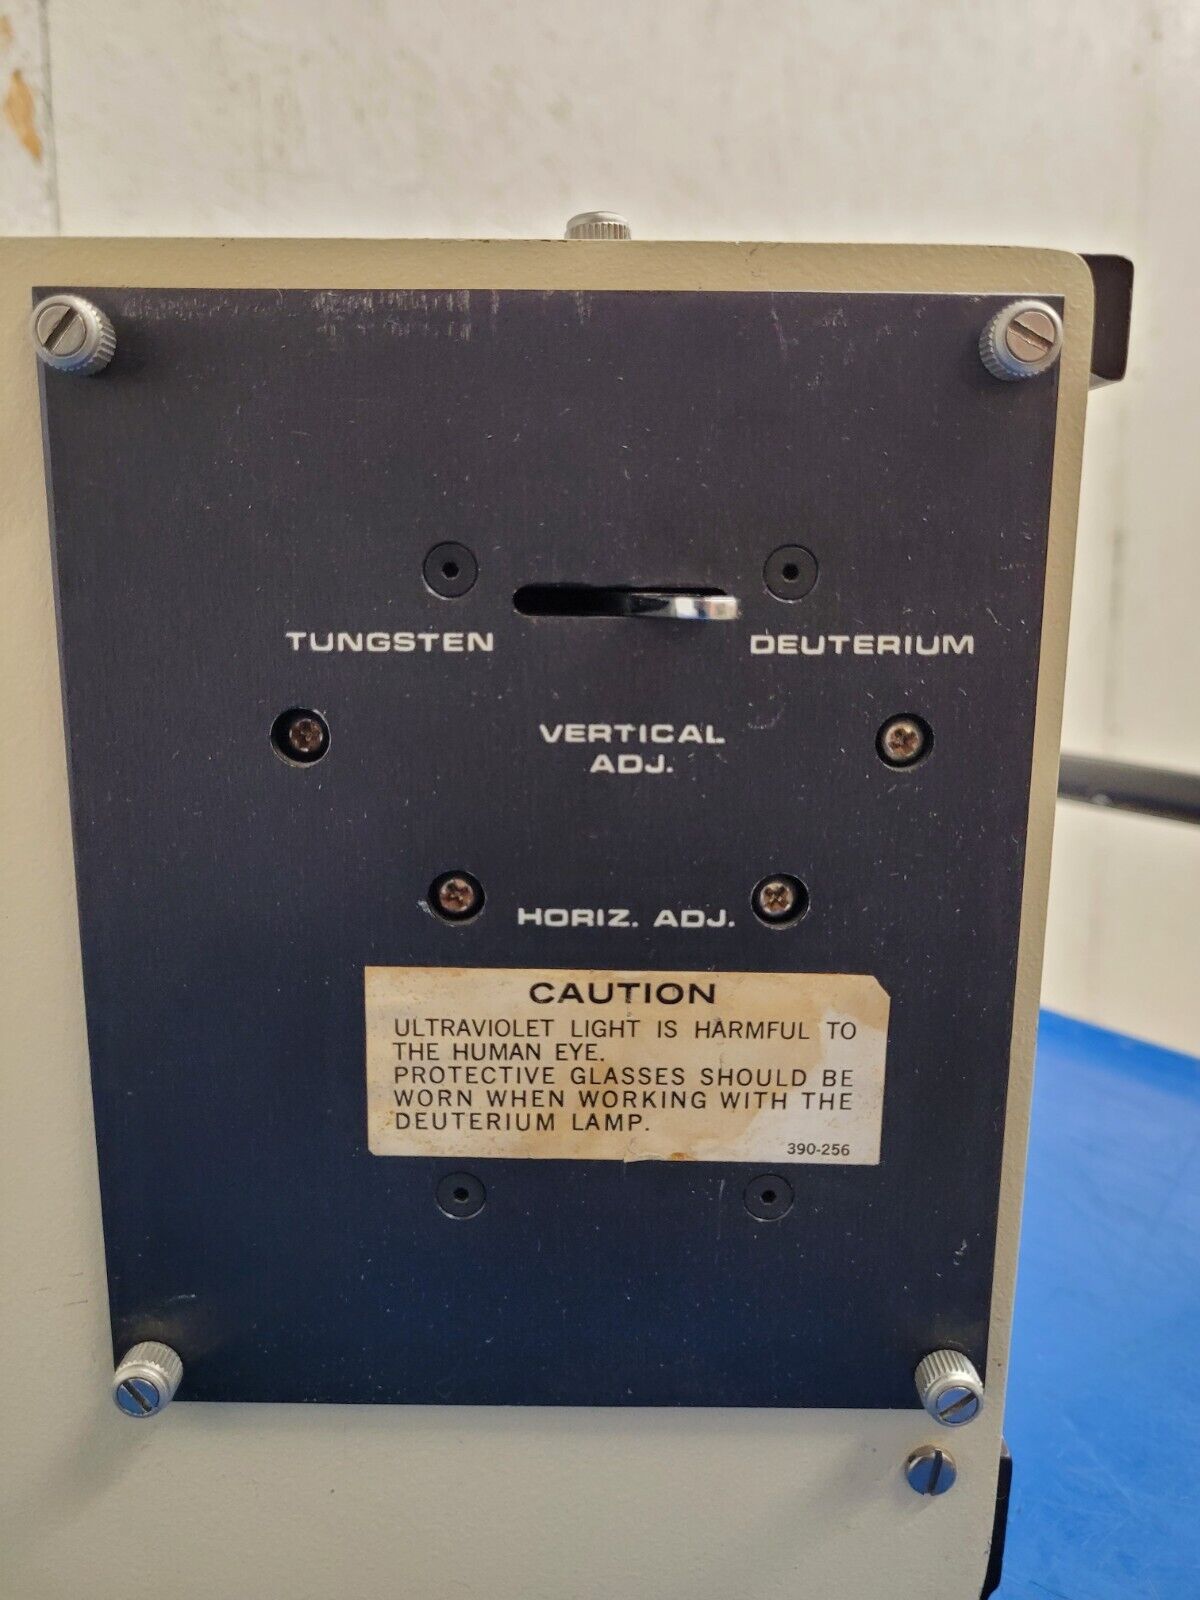 TUNGSTEN
DEUTERIUM
VERTICAL
ADJ.
HORIZ. ADJ.
CAUTION
ULTRAVIOLET LIGHT IS HARMFUL TO
THE HUMAN EYE.
PROTECTIVE GLASSES SHOULD BE
WORN WHEN WORKING WITH THE
DEUTERIUM LAMP.
390-256